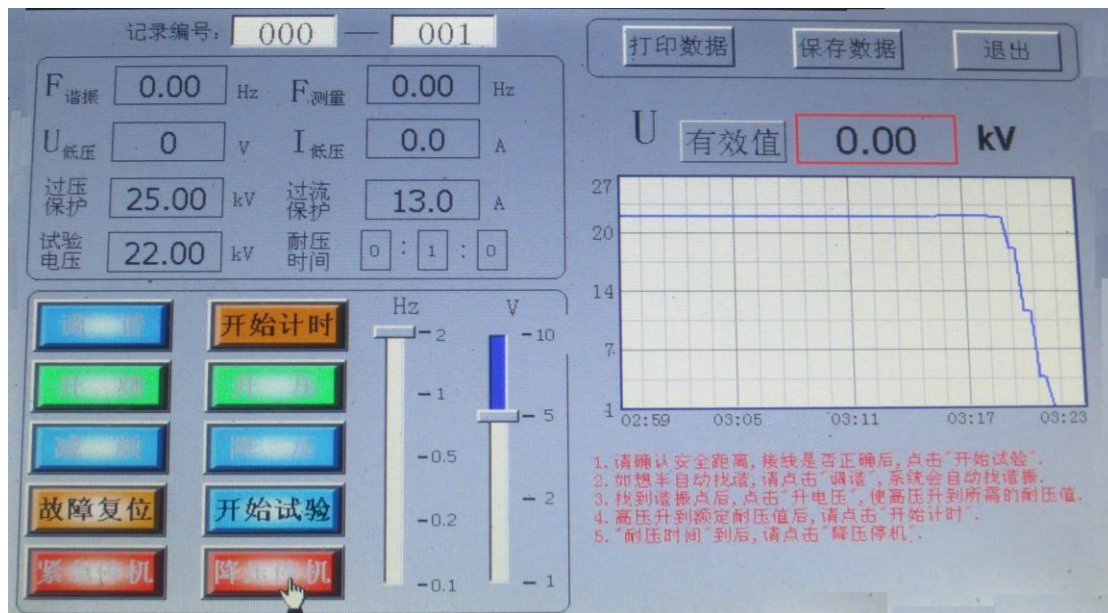 记录编号: 000 — 001
打印数据 保存数据 退出
F谐振 0.00 Hz F测量 0.00 Hz
U低压 0 V I低压 0.0 A
过压保护 25.00 kV 过流保护 13.0 A
试验电压 22.00 kV 耐压时间 0 : 1 : 0
U 有效值 0.00 kV
27
20
14
7
1
02:59 03:05 03:11 03:17 03:23
开始计时
故障复位 开始试验
紧急停机 降压停机
Hz V
2 10
1 5
0.5
0.2 2
0.1 1
1. 请确认安全距离,接线是否正确后,点击"开始试验".
2. 如想半自动找谐,请点击"调谐",系统会自动找谐振.
3. 找到谐振点后,点击"升电压",使高压升到所需的耐压值.
4. 高压升到额定耐压值后,请点击"开始计时".
5. "耐压时间"到后,请点击"降压停机".